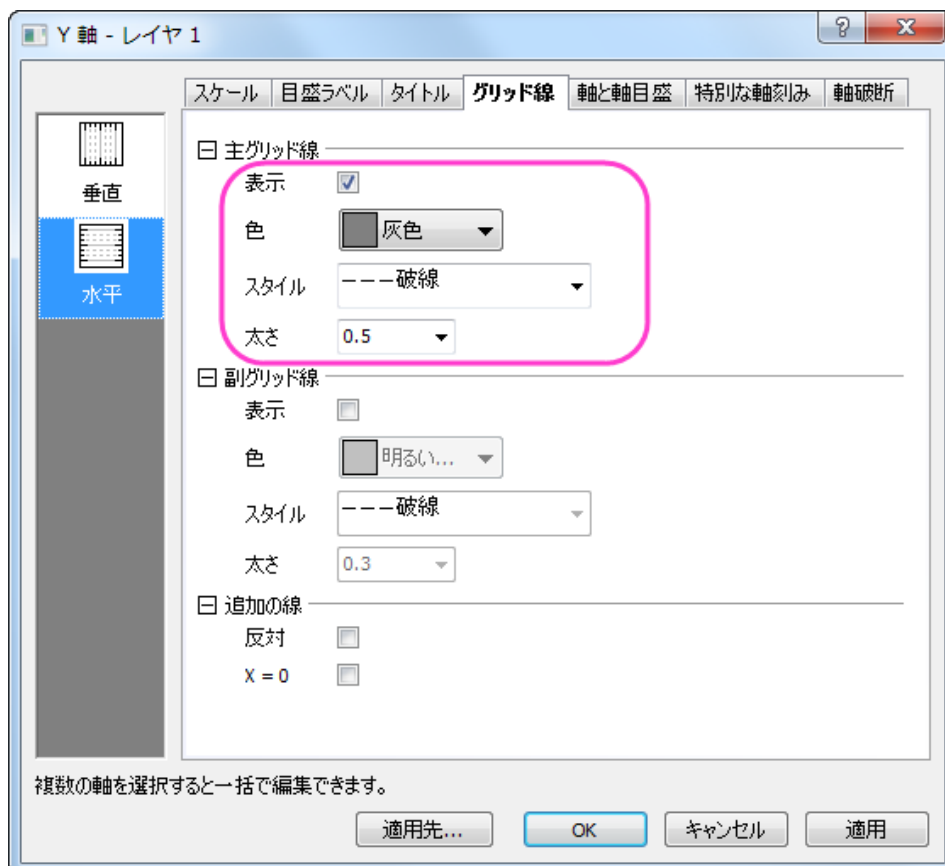 Y 軸 - レイヤ 1
スケール 目盛ラベル タイトル グリッド線 軸と軸目盛 特別な軸刻み 軸破断
垂直
水平
主グリッド線
表示
色 灰色
スタイル ---破線
太さ 0.5
副グリッド線
表示
色 明るい...
スタイル ---破線
太さ 0.3
追加の線
反対
X = 0
複数の軸を選択すると一括で編集できます。
適用先... OK キャンセル 適用